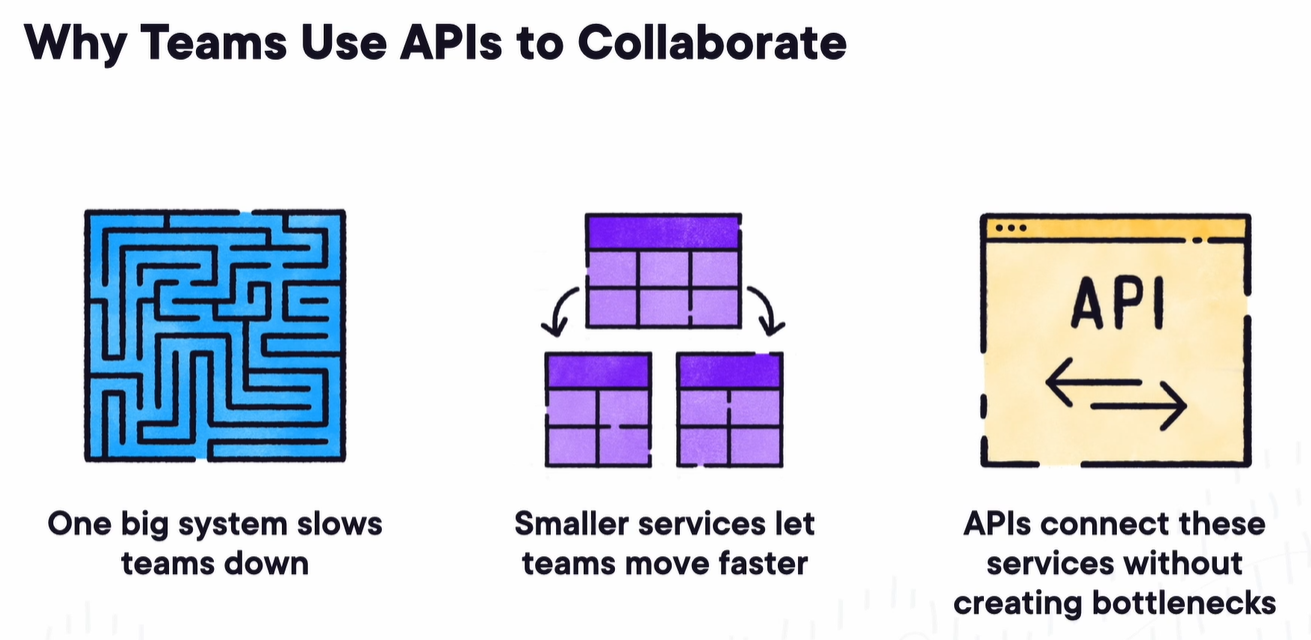 Why Teams Use APIs to Collaborate
API
One big system slows
teams down
Smaller services let
teams move faster
APIs connect these
services without
creating bottlenecks